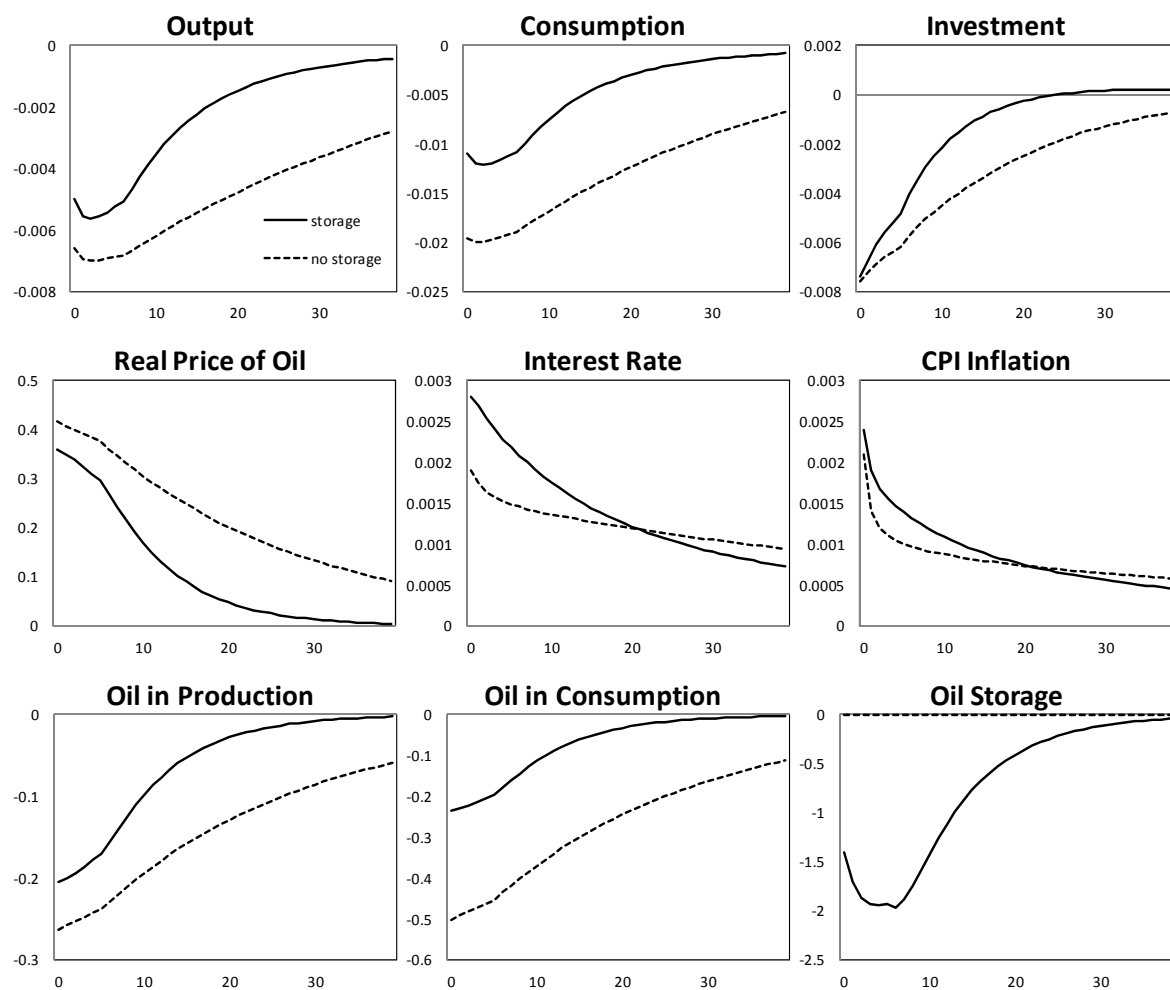 Output
Consumption
Investment
0
-0.002
-0.004
-0.006
-0.008
0 10 20 30
storage
no storage
0
-0.005
-0.01
-0.015
-0.02
-0.025
0 10 20 30
0.002
0
-0.002
-0.004
-0.006
-0.008
0 10 20 30
Real Price of Oil
Interest Rate
CPI Inflation
0.5
0.4
0.3
0.2
0.1
0
0 10 20 30
0.003
0.0025
0.002
0.0015
0.001
0.0005
0
0 10 20 30
0.003
0.0025
0.002
0.0015
0.001
0.0005
0
0 10 20 30
Oil in Production
Oil in Consumption
Oil Storage
0
-0.1
-0.2
-0.3
0 10 20 30
0
-0.1
-0.2
-0.3
-0.4
-0.5
-0.6
0 10 20 30
0
-0.5
-1
-1.5
-2
-2.5
0 10 20 30